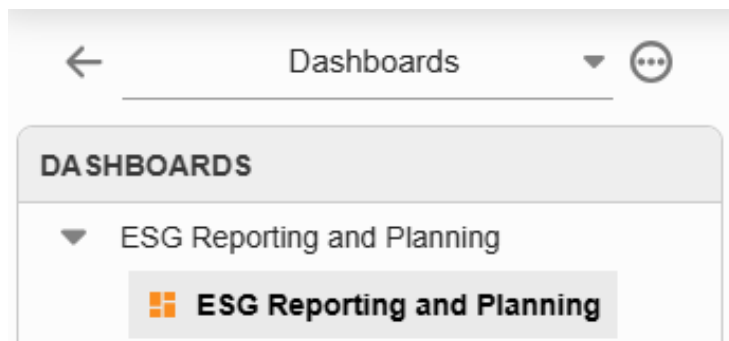 Dashboards
DASHBOARDS
ESG Reporting and Planning
ESG Reporting and Planning